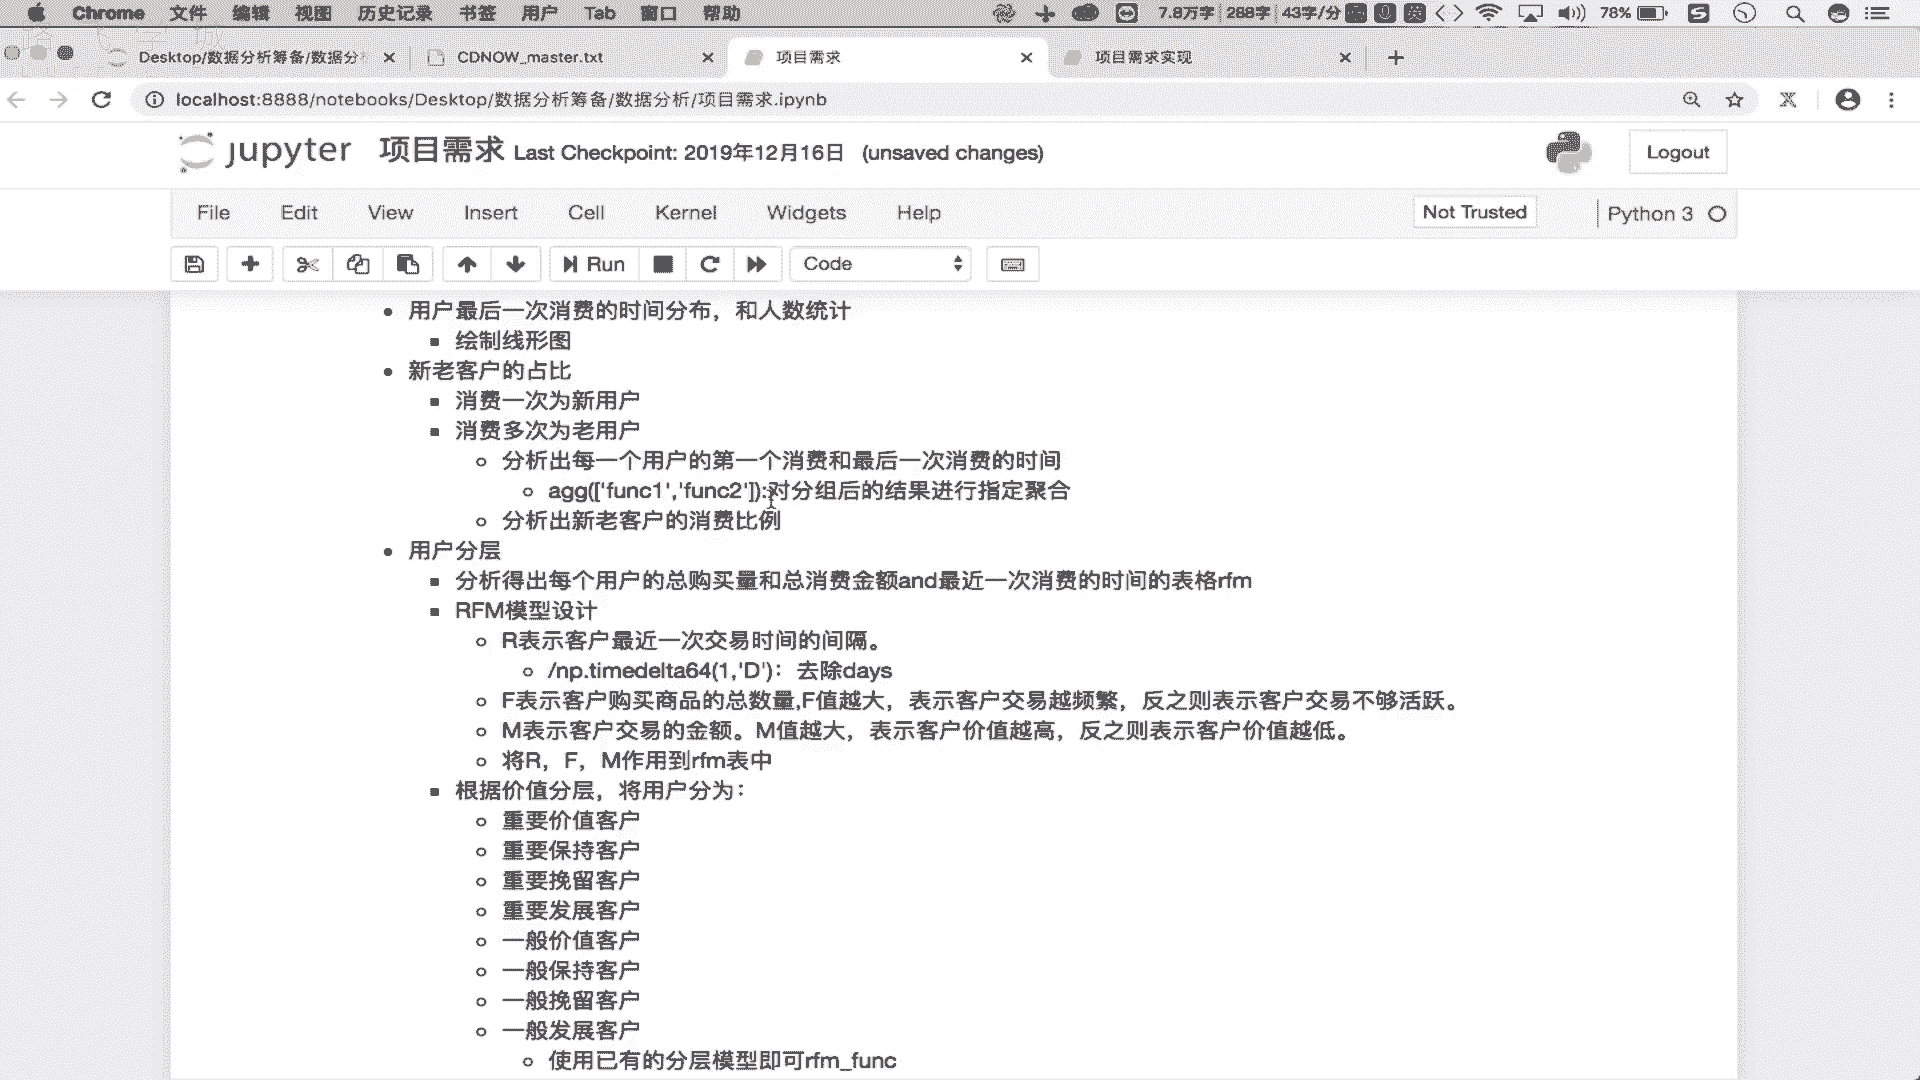 Chrome 文件 编辑 视图 历史记录 书签 用户 Tab 窗口 帮助 7.8万字 288字 43字/分 英 78%
Desktop/数据分析筹备/数据分 CDNOW_master.txt 项目需求 项目需求实现
localhost:8888/notebooks/Desktop/数据分析筹备/数据分析/项目需求.ipynb
jupyter 项目需求 Last Checkpoint: 2019年12月16日 (unsaved changes) Logout
File Edit View Insert Cell Kernel Widgets Help Not Trusted Python 3
Run Code
用户最后一次消费的时间分布，和人数统计
绘制线形图
新老客户的占比
消费一次为新用户
消费多次为老用户
分析出每一个用户的第一个消费和最后一次消费的时间
agg(['func1','func2']):对分组后的结果进行指定聚合
分析出新老客户的消费比例
用户分层
分析得出每个用户的总购买量和总消费金额and最近一次消费的时间的表格rfm
RFM模型设计
R表示客户最近一次交易时间的间隔。
/np.timedelta64(1,'D')：去除days
F表示客户购买商品的总数量,F值越大，表示客户交易越频繁，反之则表示客户交易不够活跃。
M表示客户交易的金额。M值越大，表示客户价值越高，反之则表示客户价值越低。
将R，F，M作用到rfm表中
根据价值分层，将用户分为：
重要价值客户
重要保持客户
重要挽留客户
重要发展客户
一般价值客户
一般保持客户
一般挽留客户
一般发展客户
使用已有的分层模型即可rfm_func